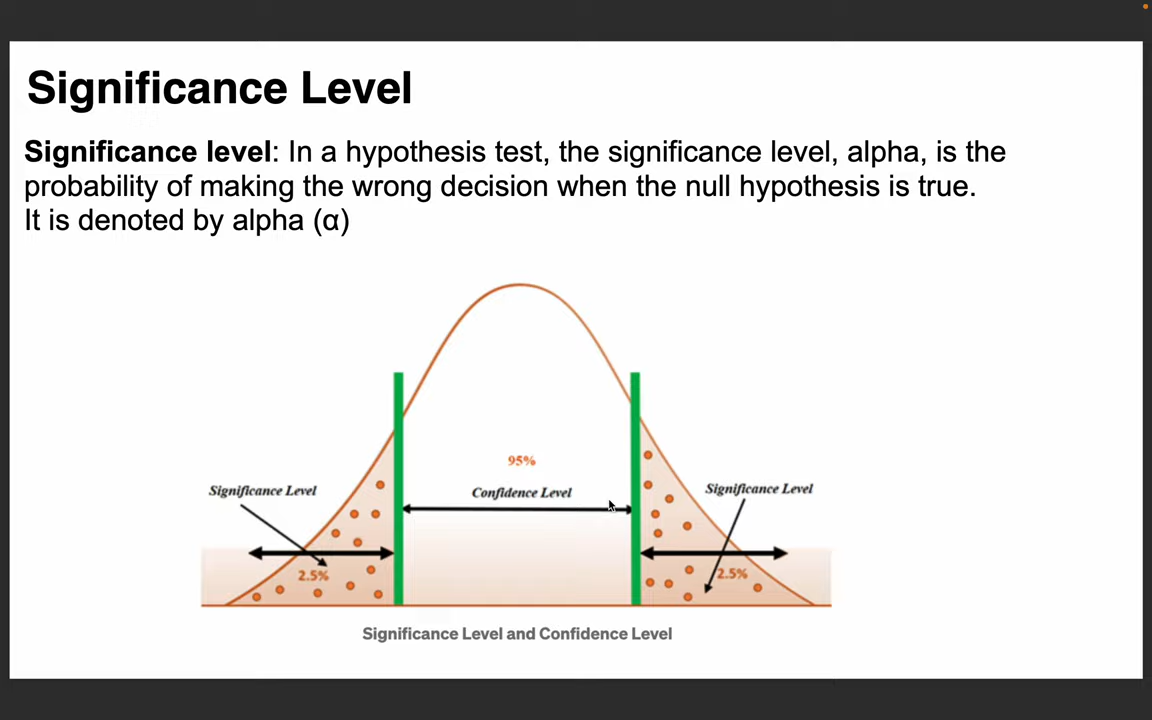 Significance Level
Significance level: In a hypothesis test, the significance level, alpha, is the
probability of making the wrong decision when the null hypothesis is true.
It is denoted by alpha (α)
95%
Significance Level
Confidence Level
Significance Level
2.5%
2.5%
Significance Level and Confidence Level